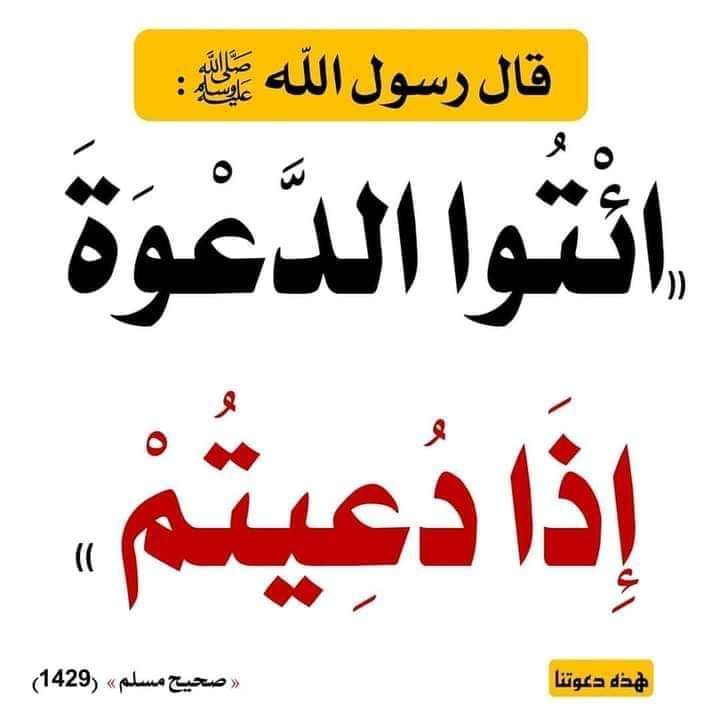 قال رسول الله ﷺ :
«ائْتُوا الدَّعْوَةَ
إِذَا دُعِيتُمْ»
هذه دعوتنا
« صحيح مسلم » (1429)